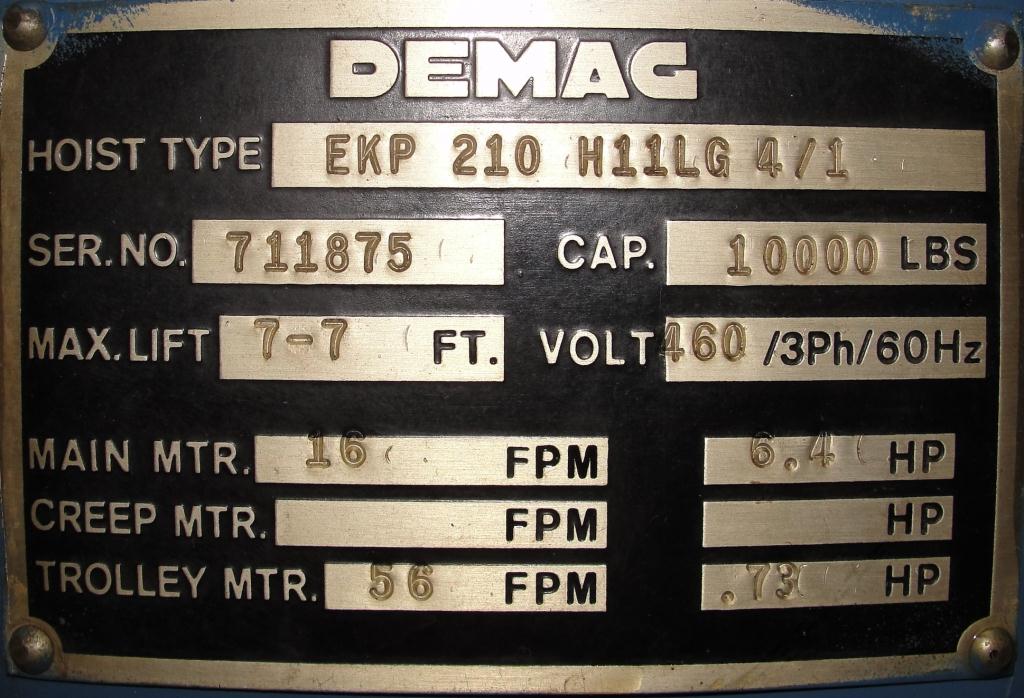 DEMAG
HOIST TYPE EKP 210 H11LG 4/1
SER. NO. 711875 CAP. 10000 LBS
MAX. LIFT 7-7 FT. VOLT 460 /3Ph/60Hz
MAIN MTR. 16 FPM 6.4 HP
CREEP MTR. FPM HP
TROLLEY MTR. 56 FPM .73 HP